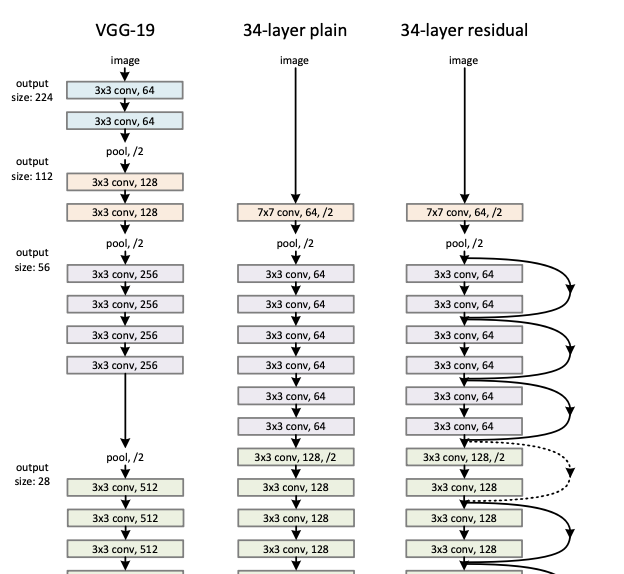 VGG-19
34-layer plain
34-layer residual
image
image
image
output
size: 224
3x3 conv, 64
3x3 conv, 64
pool, /2
output
size: 112
3x3 conv, 128
3x3 conv, 128
7x7 conv, 64, /2
7x7 conv, 64, /2
pool, /2
pool, /2
pool, /2
output
size: 56
3x3 conv, 256
3x3 conv, 64
3x3 conv, 64
3x3 conv, 256
3x3 conv, 64
3x3 conv, 64
3x3 conv, 256
3x3 conv, 64
3x3 conv, 64
3x3 conv, 256
3x3 conv, 64
3x3 conv, 64
3x3 conv, 64
3x3 conv, 64
3x3 conv, 64
3x3 conv, 64
pool, /2
3x3 conv, 128, /2
3x3 conv, 128, /2
output
size: 28
3x3 conv, 512
3x3 conv, 128
3x3 conv, 128
3x3 conv, 512
3x3 conv, 128
3x3 conv, 128
3x3 conv, 512
3x3 conv, 128
3x3 conv, 128